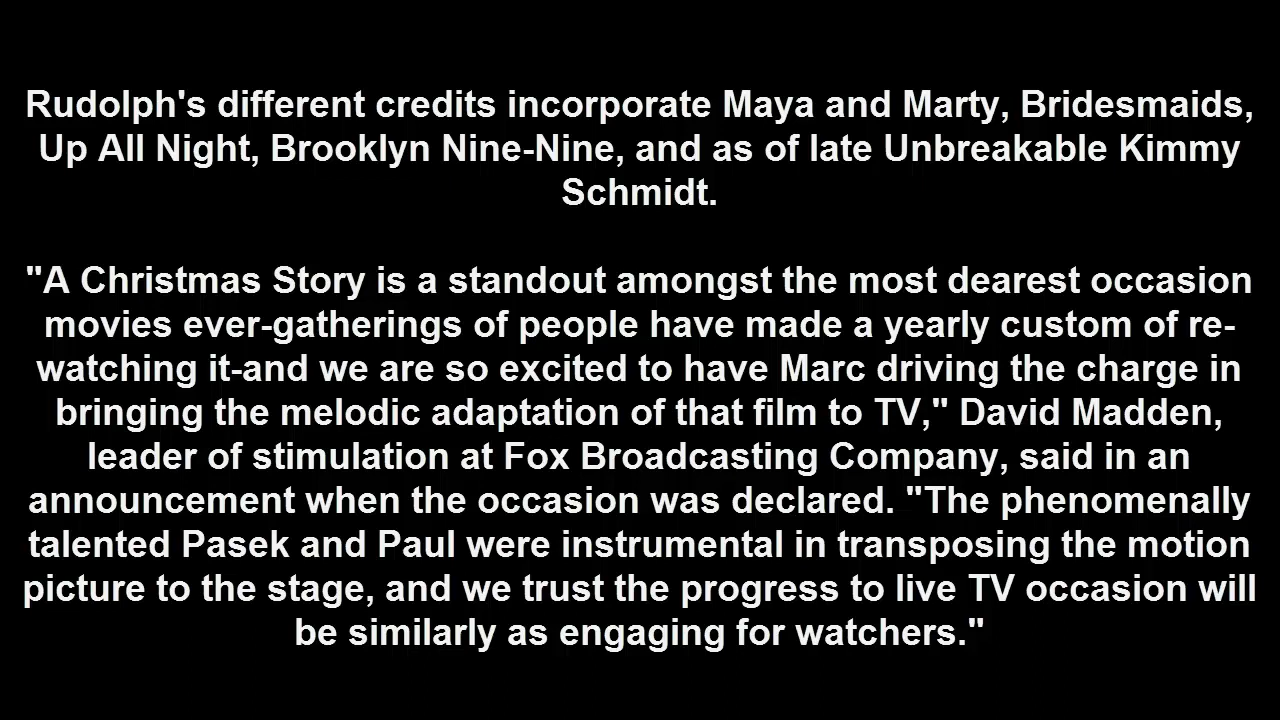 Rudolph's different credits incorporate Maya and Marty, Bridesmaids,
Up All Night, Brooklyn Nine-Nine, and as of late Unbreakable Kimmy
Schmidt.
"A Christmas Story is a standout amongst the most dearest occasion
movies ever-gatherings of people have made a yearly custom of re-
watching it-and we are so excited to have Marc driving the charge in
bringing the melodic adaptation of that film to TV," David Madden,
leader of stimulation at Fox Broadcasting Company, said in an
announcement when the occasion was declared. "The phenomenally
talented Pasek and Paul were instrumental in transposing the motion
picture to the stage, and we trust the progress to live TV occasion will
be similarly as engaging for watchers."